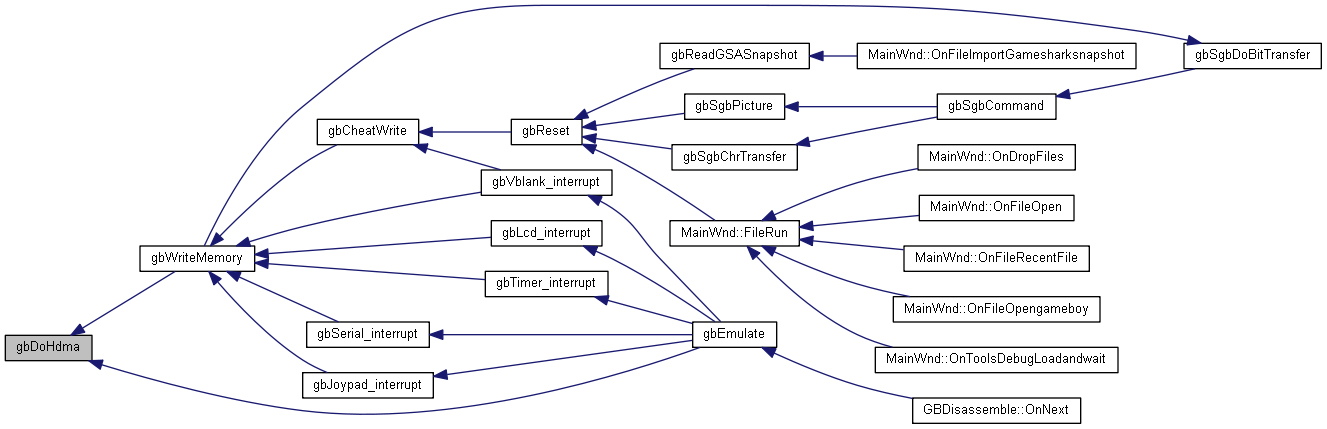 gbDoHdma
gbWriteMemory
gbCheatWrite
gbVblank_interrupt
gbLcd_interrupt
gbTimer_interrupt
gbSerial_interrupt
gbJoypad_interrupt
gbReset
gbEmulate
gbReadGSASnapshot
gbSgbPicture
gbSgbChrTransfer
MainWnd::FileRun
MainWnd::OnFileImportGamesharksnapshot
gbSgbCommand
MainWnd::OnDropFiles
MainWnd::OnFileOpen
MainWnd::OnFileRecentFile
MainWnd::OnFileOpengameboy
MainWnd::OnToolsDebugLoadandwait
GBDisassemble::OnNext
gbSgbDoBitTransfer